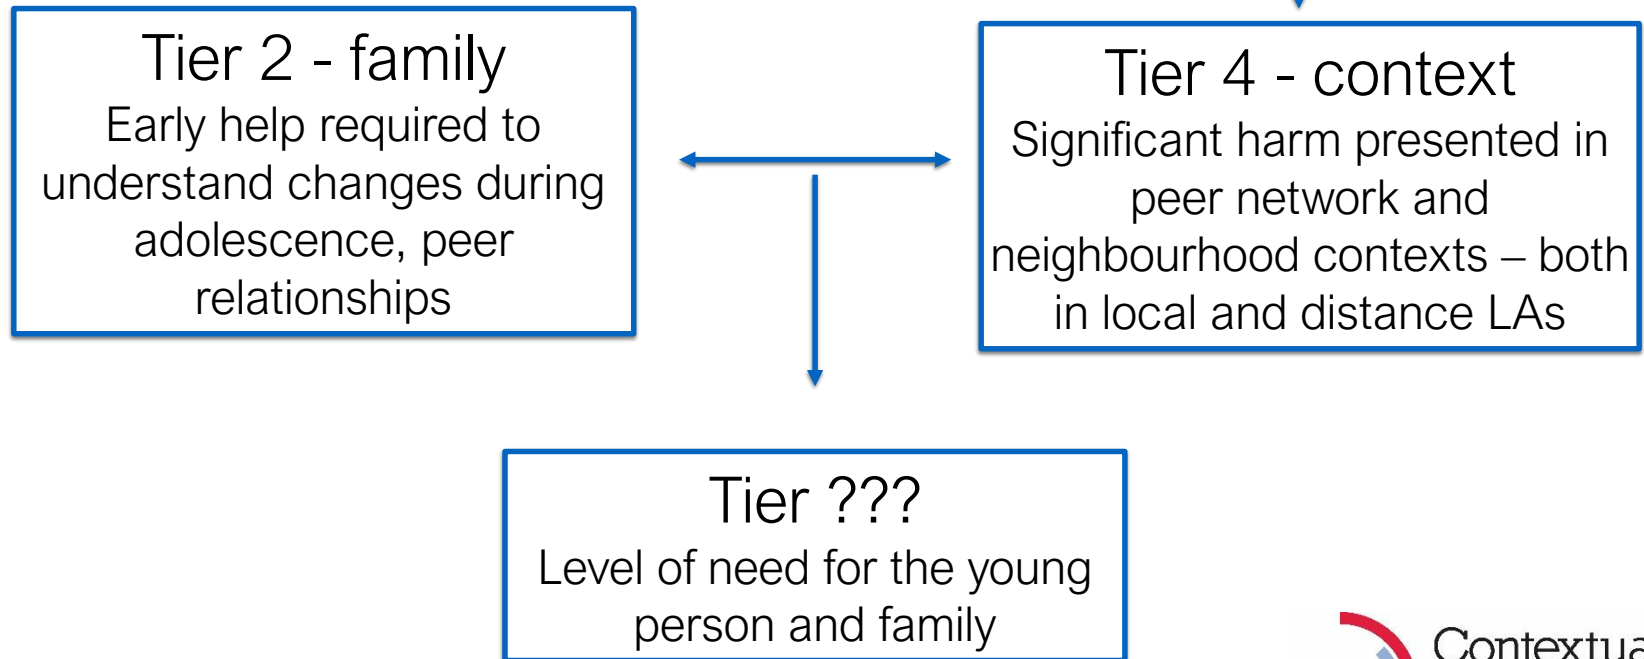 Tier 2 - family
Early help required to
understand changes during
adolescence, peer
relationships
Tier 4 - context
Significant harm presented in
peer network and
neighbourhood contexts – both
in local and distance LAs
Tier ???
Level of need for the young
person and family
Contextua